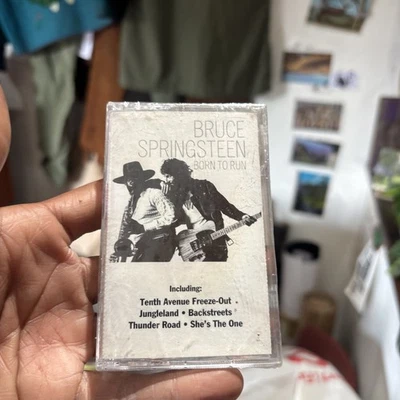 BRUCE
SPRINGSTEEN
BORN TO RUN
Including:
Tenth Avenue Freeze-Out •
Jungleland • Backstreets •
Thunder Road • She's The One